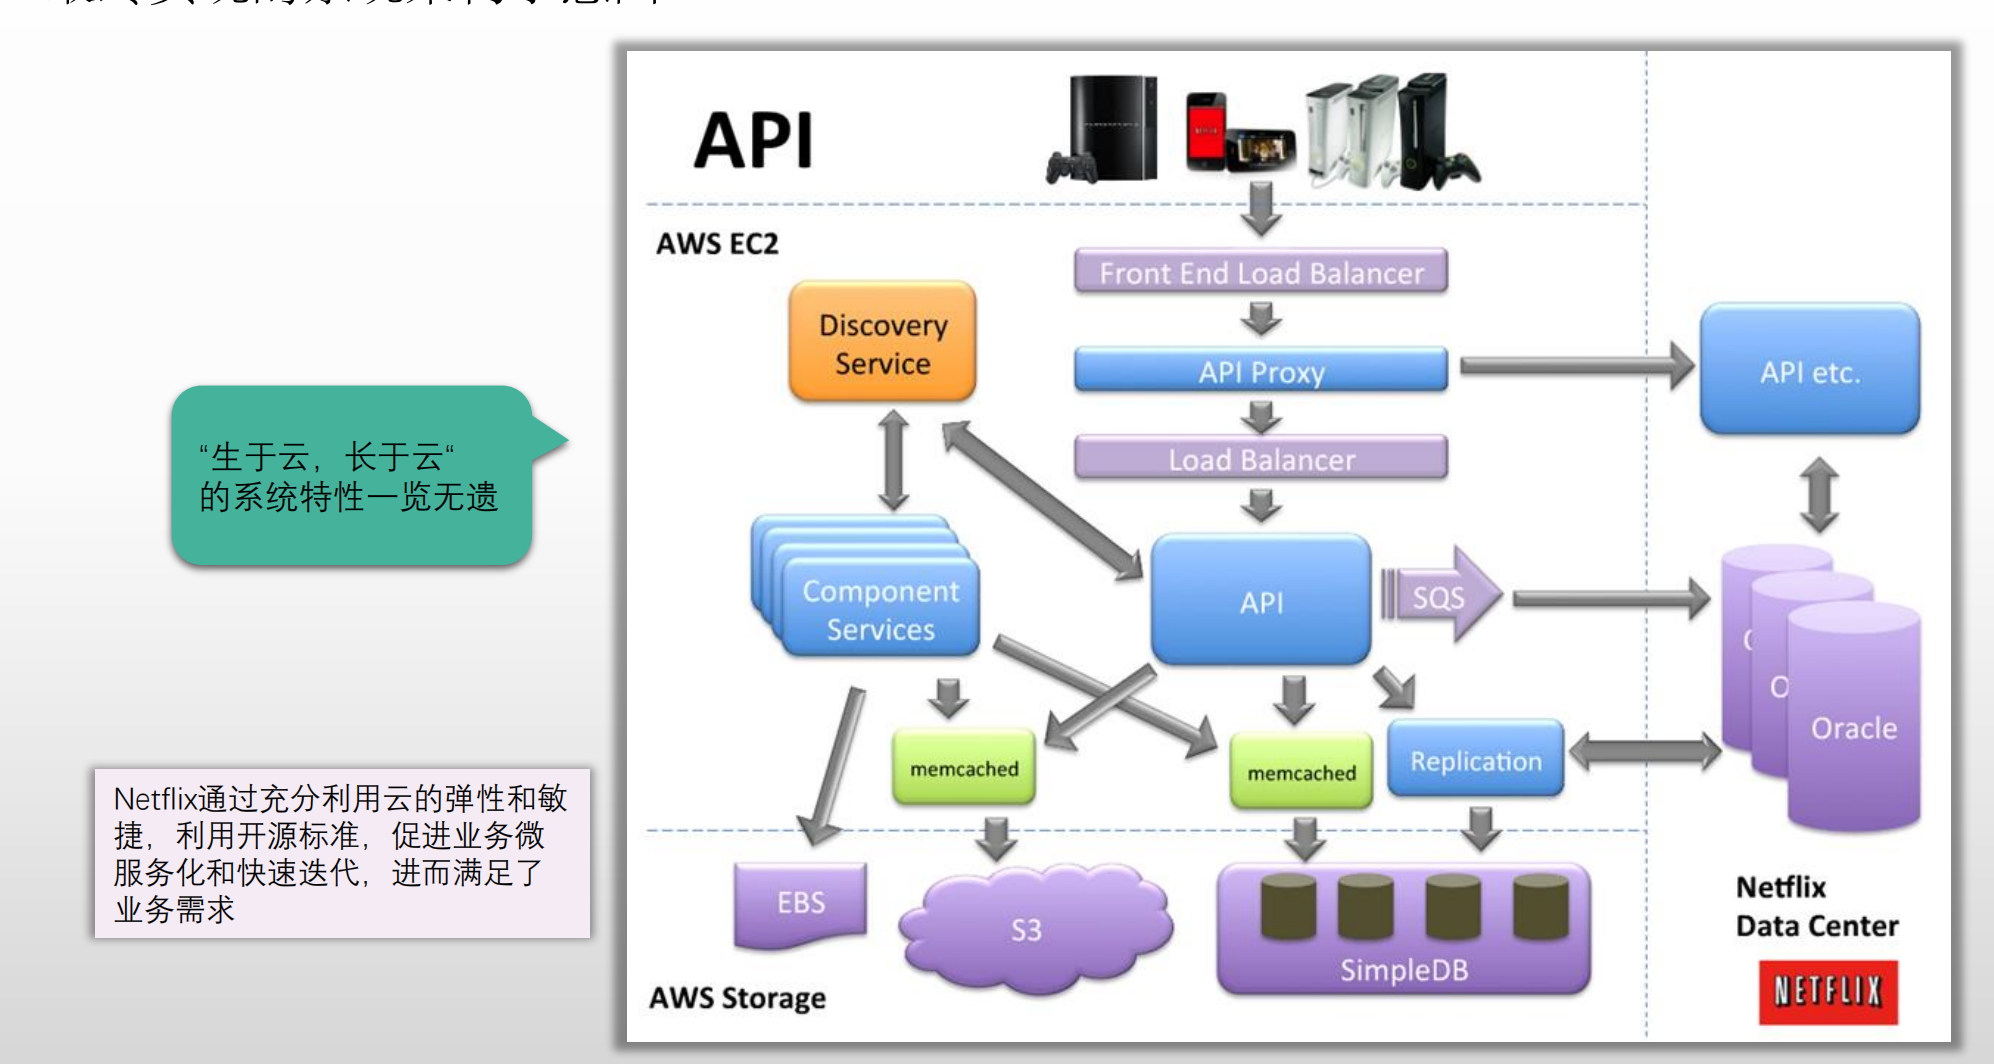 API
AWS EC2
Front End Load Balancer
Discovery
Service
API Proxy
API etc.
Load Balancer
“生于云，长于云“
的系统特性一览无遗
Component
Services
API
SQS
O
Oracle
memcached
memcached
Replication
Netflix通过充分利用云的弹性和敏
捷，利用开源标准，促进业务微
服务化和快速迭代，进而满足了
业务需求
EBS
S3
SimpleDB
AWS Storage
Netflix
Data Center
NETFLIX